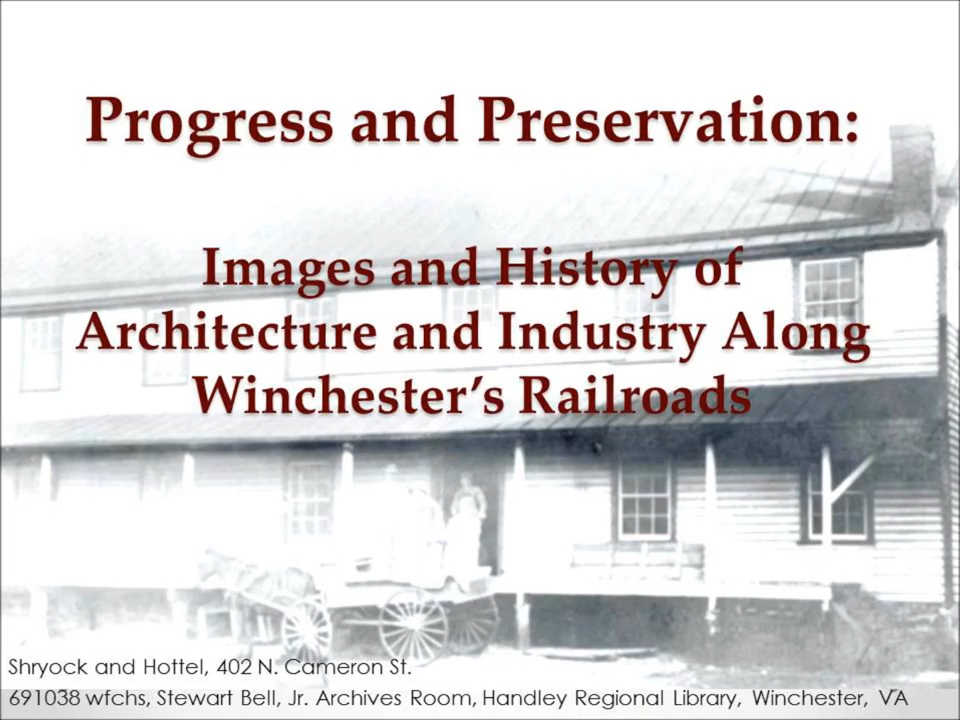 Progress and Preservation:
Images and History of
Architecture and Industry Along
Winchester's Railroads
Shryock and Hottel, 402 N. Cameron St.
691038 wfchs, Stewart Bell, Jr. Archives Room, Handley Regional Library, Winchester, VA